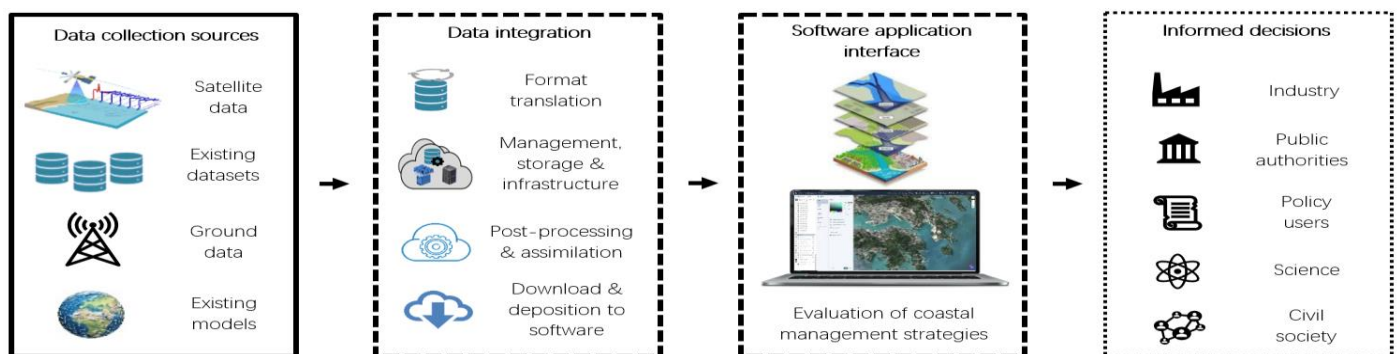 Data collection sources
Satellite
data
Existing
datasets
Ground
data
Existing
models
Data integration
Format
translation
Management,
storage &
infrastructure
Post-processing
& assimilation
Download &
deposition to
software
Software application
interface
Evaluation of coastal
management strategies
Informed decisions
Industry
Public
authorities
Policy
users
Science
Civil
society